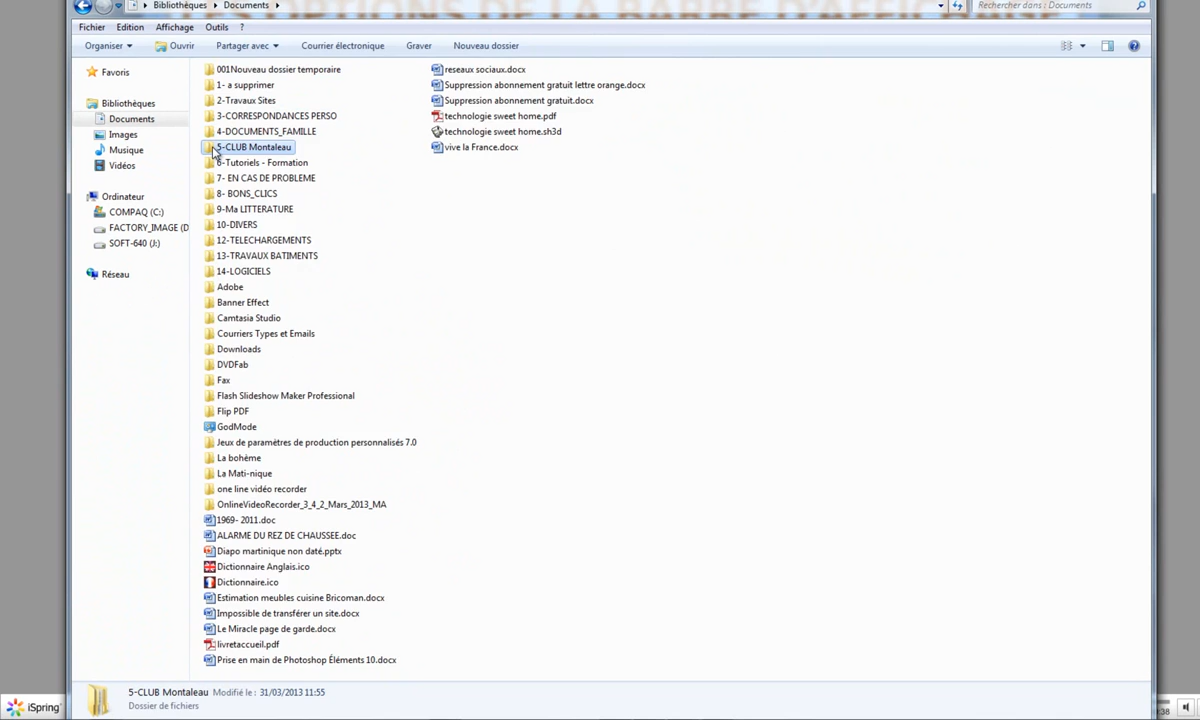 Bibliothèques ▸ Documents ▸
Rechercher dans : Documents
Fichier Edition Affichage Outils ?
Organiser Ouvrir Partager avec Courrier électronique Graver Nouveau dossier
Favoris
Bibliothèques
Documents
Images
Musique
Vidéos
Ordinateur
COMPAQ (C:)
FACTORY_IMAGE (D
SOFT-640 (J:)
Réseau
001Nouveau dossier temporaire
1- a supprimer
2-Travaux Sites
3-CORRESPONDANCES PERSO
4-DOCUMENTS_FAMILLE
5-CLUB Montaleau
6-Tutoriels - Formation
7- EN CAS DE PROBLEME
8- BONS_CLICS
9-Ma LITTERATURE
10-DIVERS
12-TELECHARGEMENTS
13-TRAVAUX BATIMENTS
14-LOGICIELS
Adobe
Banner Effect
Camtasia Studio
Courriers Types et Emails
Downloads
DVDFab
Fax
Flash Slideshow Maker Professional
Flip PDF
GodMode
Jeux de paramètres de production personnalisés 7.0
La bohème
La Mati-nique
one line vidéo recorder
OnlineVideoRecorder_3_4_2_Mars_2013_MA
1969- 2011.doc
ALARME DU REZ DE CHAUSSEE.doc
Diapo martinique non daté.pptx
Dictionnaire Anglais.ico
Dictionnaire.ico
Estimation meubles cuisine Bricoman.docx
Impossible de transférer un site.docx
Le Miracle page de garde.docx
livretaccueil.pdf
Prise en main de Photoshop Éléments 10.docx
reseaux sociaux.docx
Suppression abonnement gratuit lettre orange.docx
Suppression abonnement gratuit.docx
technologie sweet home.pdf
technologie sweet home.sh3d
vive la France.docx
5-CLUB Montaleau Modifié le : 31/03/2013 11:55
Dossier de fichiers
iSpring
:38